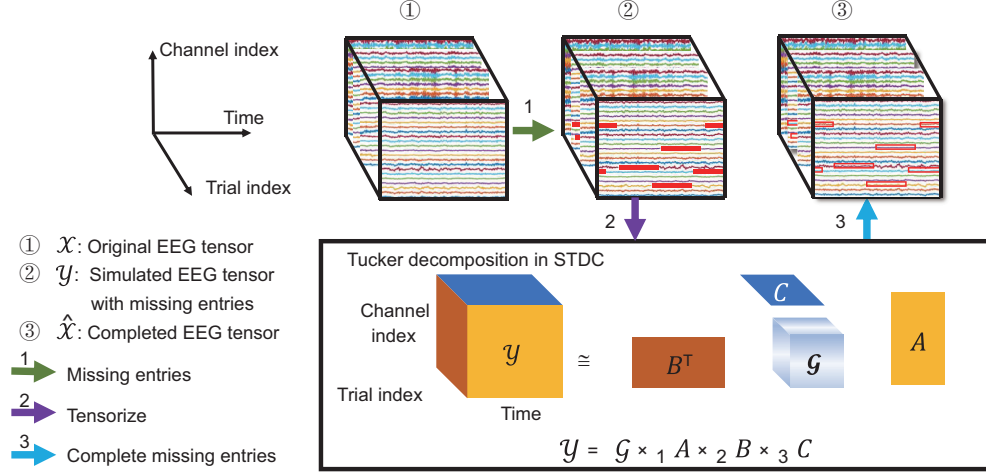 ① ② ③
Channel index
Time
Trial index
1
2
3
① 𝒳: Original EEG tensor
② 𝒴: Simulated EEG tensor
with missing entries
③ 𝒳̂: Completed EEG tensor
1 Missing entries
2 Tensorize
3 Complete missing entries
Tucker decomposition in STDC
Channel
index
Trial index
Time
𝒴 ≅ Bᵀ C 𝓖 A
𝒴 = 𝒢 ×₁ A ×₂ B ×₃ C